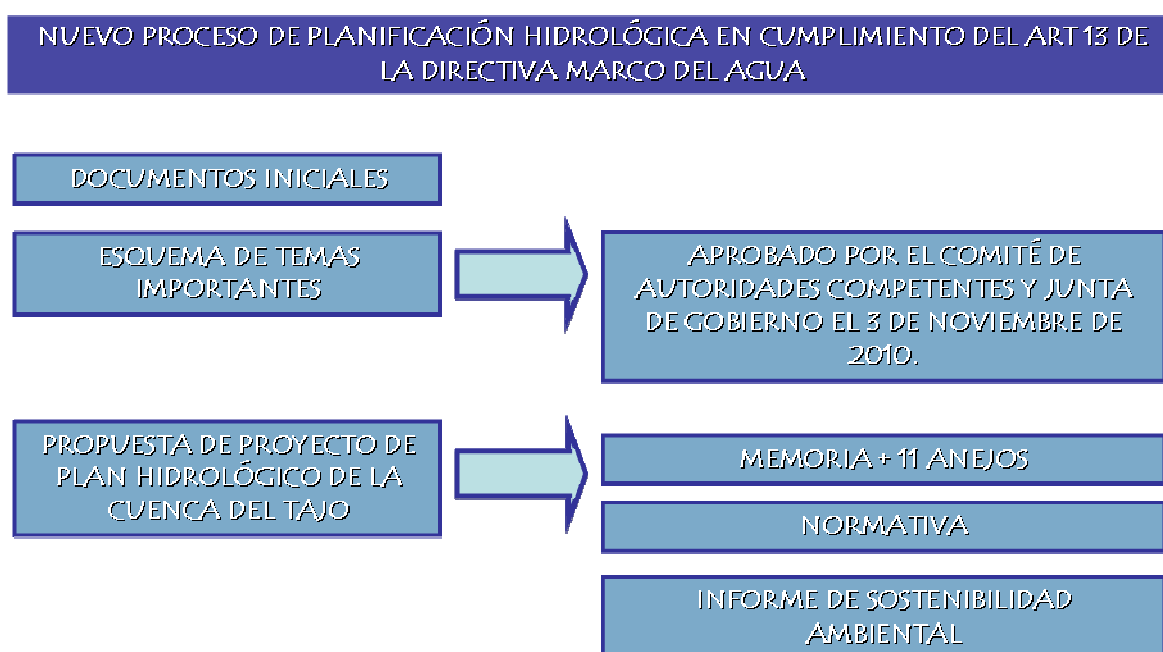 NUEVO PROCESO DE PLANIFICACIÓN HIDROLÓGICA EN CUMPLIMIENTO DEL ART 13 DE
LA DIRECTIVA MARCO DEL AGUA
DOCUMENTOS INICIALES
ESQUEMA DE TEMAS
IMPORTANTES
APROBADO POR EL COMITÉ DE
AUTORIDADES COMPETENTES Y JUNTA
DE GOBIERNO EL 3 DE NOVIEMBRE DE
2010.
PROPUESTA DE PROYECTO DE
PLAN HIDROLÓGICO DE LA
CUENCA DEL TAJO
MEMORIA + 11 ANEJOS
NORMATIVA
INFORME DE SOSTENIBILIDAD
AMBIENTAL